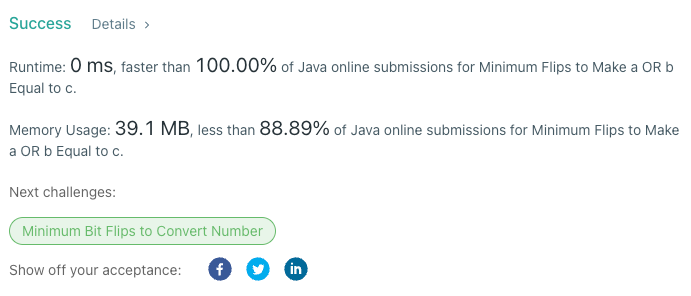 Success Details >
Runtime: 0 ms, faster than 100.00% of Java online submissions for Minimum Flips to Make a OR b
Equal to c.
Memory Usage: 39.1 MB, less than 88.89% of Java online submissions for Minimum Flips to Make
a OR b Equal to c.
Next challenges:
Minimum Bit Flips to Convert Number
Show off your acceptance: f in